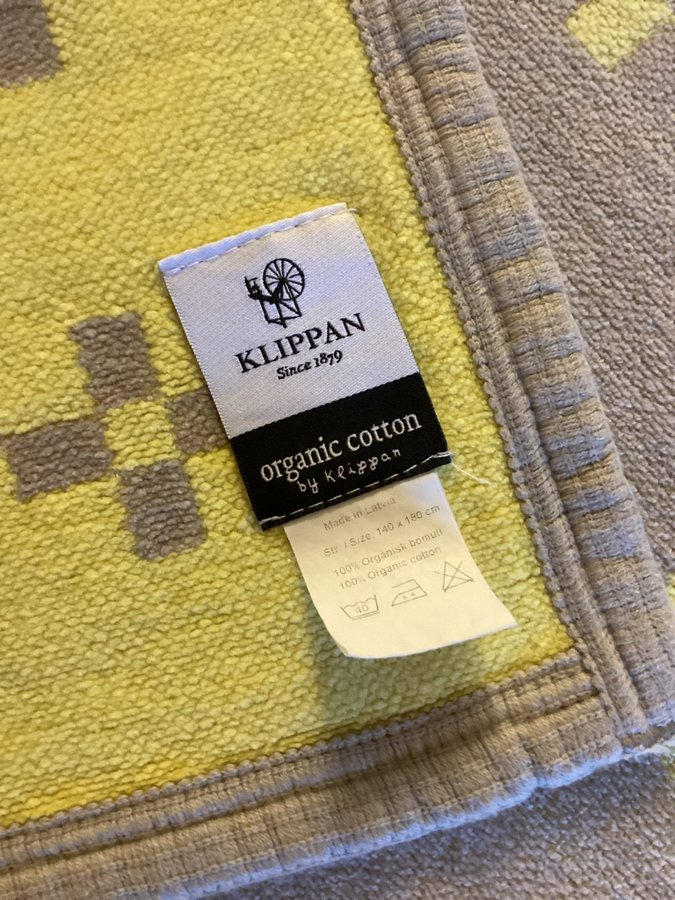 KLIPPAN
Since 1879
organic cotton
by Klippan
Made in Latvia
Str. / Size: 140 x 180 cm
100% Organisk bomull
100% Organic cotton
40